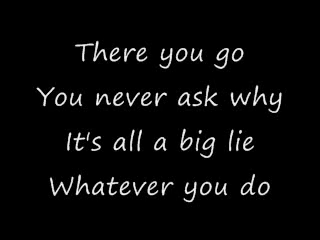 There you go
You never ask why
It's all a big lie
Whatever you do